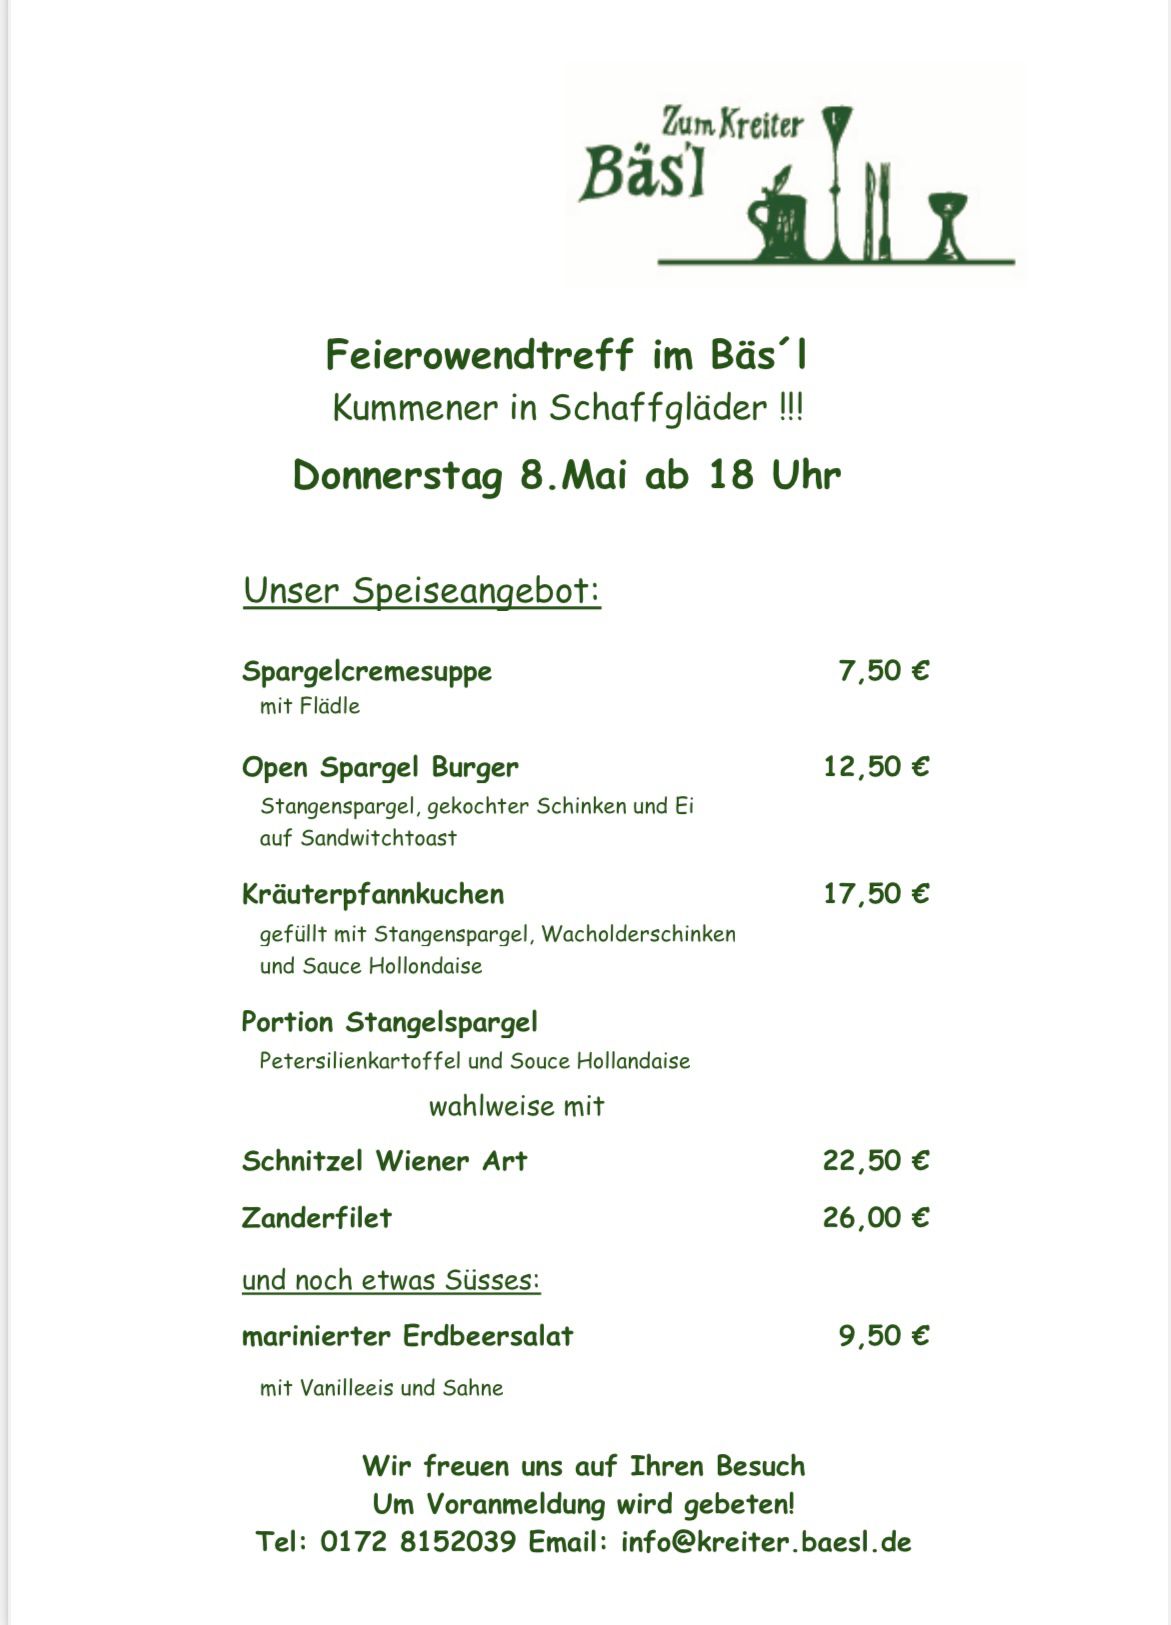 Zum Kreiter
Bäs'l
Feierowendtreff im Bäs´l
Kummener in Schaffgläder !!!
Donnerstag 8.Mai ab 18 Uhr
Unser Speiseangebot:
Spargelcremesuppe 7,50 €
mit Flädle
Open Spargel Burger 12,50 €
Stangenspargel, gekochter Schinken und Ei
auf Sandwitchtoast
Kräuterpfannkuchen 17,50 €
gefüllt mit Stangenspargel, Wacholderschinken
und Sauce Hollondaise
Portion Stangelspargel
Petersilienkartoffel und Souce Hollandaise
wahlweise mit
Schnitzel Wiener Art 22,50 €
Zanderfilet 26,00 €
und noch etwas Süsses:
marinierter Erdbeersalat 9,50 €
mit Vanilleeis und Sahne
Wir freuen uns auf Ihren Besuch
Um Voranmeldung wird gebeten!
Tel: 0172 8152039 Email: info@kreiter.baesl.de